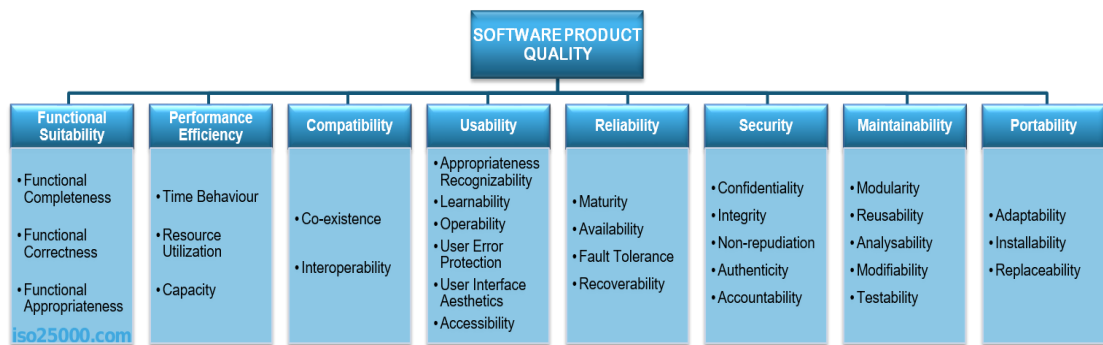 SOFTWARE PRODUCT
QUALITY
Functional
Suitability
• Functional
Completeness
• Functional
Correctness
• Functional
Appropriateness
Performance
Efficiency
• Time Behaviour
• Resource
Utilization
• Capacity
Compatibility
• Co-existence
• Interoperability
Usability
• Appropriateness
Recognizability
• Learnability
• Operability
• User Error
Protection
• User Interface
Aesthetics
• Accessibility
Reliability
• Maturity
• Availability
• Fault Tolerance
• Recoverability
Security
• Confidentiality
• Integrity
• Non-repudiation
• Authenticity
• Accountability
Maintainability
• Modularity
• Reusability
• Analysability
• Modifiability
• Testability
Portability
• Adaptability
• Installability
• Replaceability
iso25000.com